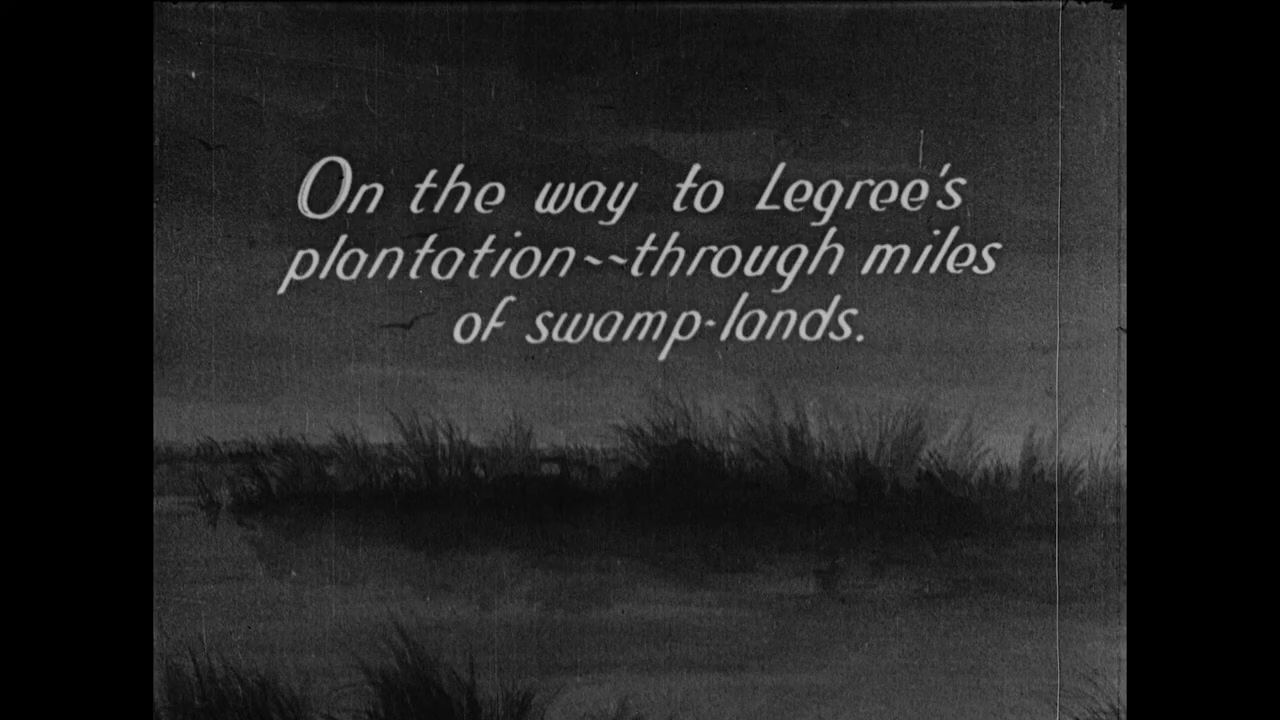 On the way to Legree's
plantation~~through miles
of swamp-lands.